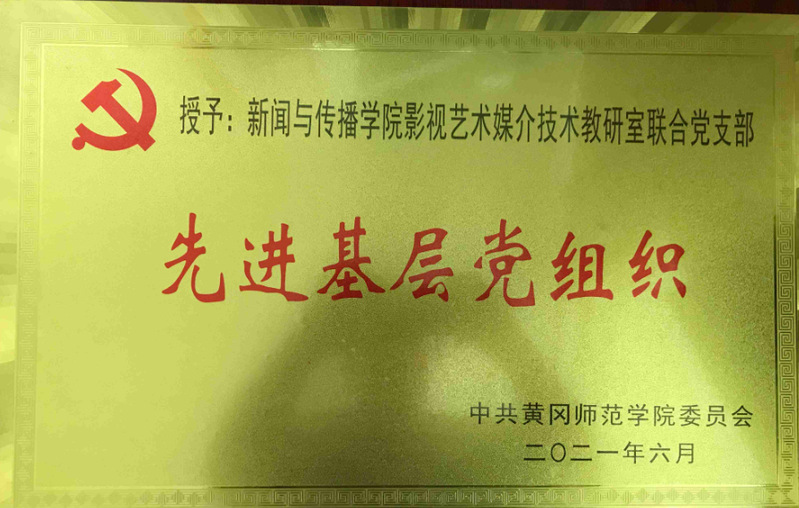 授予：新闻与传播学院影视艺术媒介技术教研室联合党支部
先进基层党组织
中共黄冈师范学院委员会
二〇二一年六月